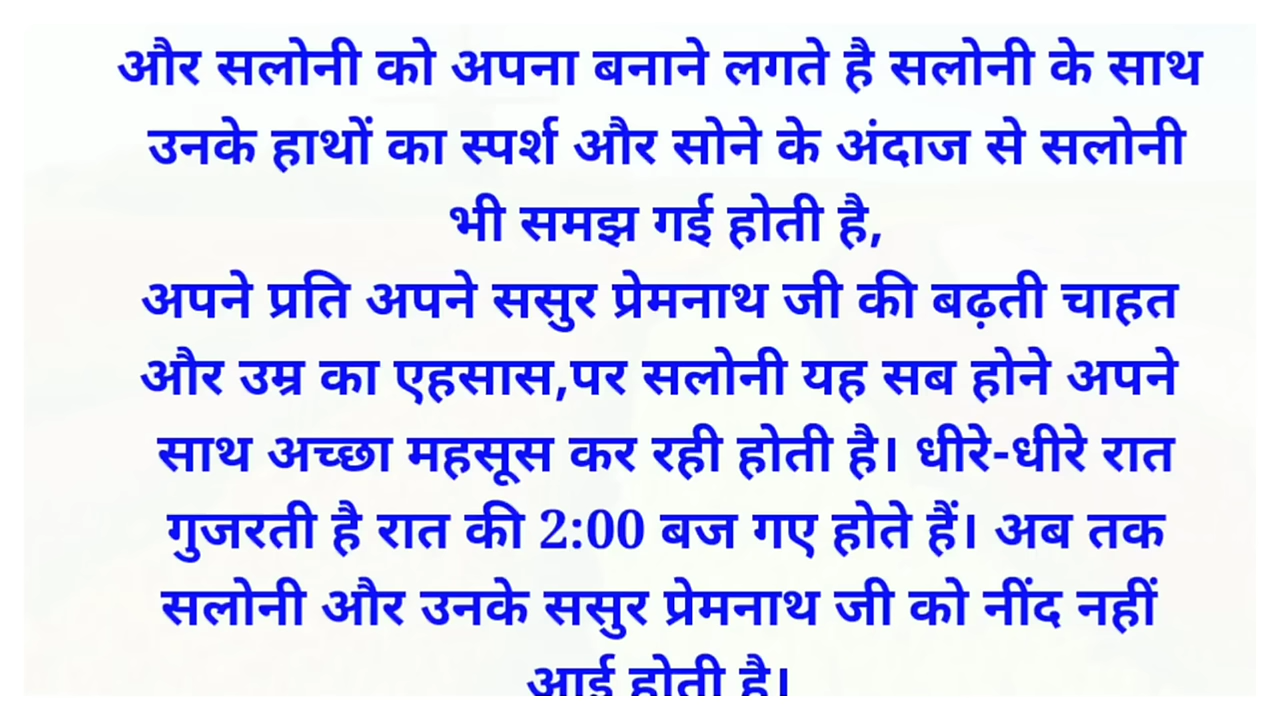 और सलोनी को अपना बनाने लगते है सलोनी के साथ
उनके हाथों का स्पर्श और सोने के अंदाज से सलोनी
भी समझ गई होती है,
अपने प्रति अपने ससुर प्रेमनाथ जी की बढ़ती चाहत
और उम्र का एहसास,पर सलोनी यह सब होने अपने
साथ अच्छा महसूस कर रही होती है। धीरे-धीरे रात
गुजरती है रात की 2:00 बज गए होते हैं। अब तक
सलोनी और उनके ससुर प्रेमनाथ जी को नींद नहीं
आई होती है।